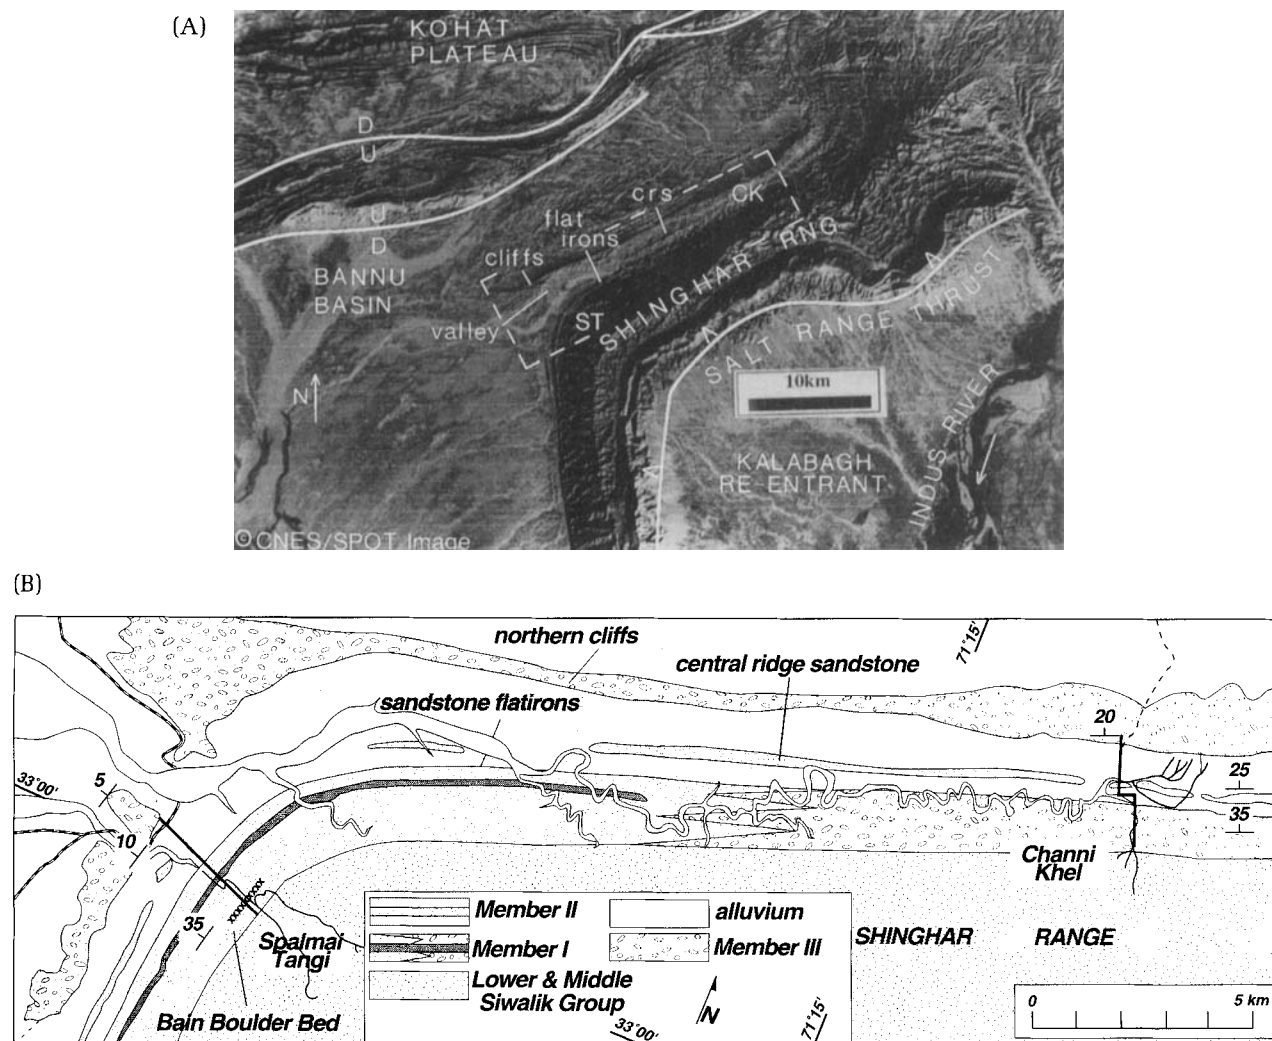 (A)
KOHAT
PLATEAU
D
U
U
D
BANNU
BASIN
crs
CK
flat
irons
cliffs
valley
ST
SHINGHAR RNG
SALT RANGE THRUST
N
10km
KALABAGH
RE-ENTRANT
INDUS RIVER
©CNES/SPOT Image
(B)
northern cliffs
71°15'
central ridge sandstone
sandstone flatirons
20
33°00'
5
25
10
35
Channi
Khel
35
Spalmai
Tangi
xxxxxxxxxx
Bain Boulder Bed
Member II
alluvium
Member I
Member III
Lower & Middle
Siwalik Group
SHINGHAR RANGE
N
33°00'
71°15'
0 5 km